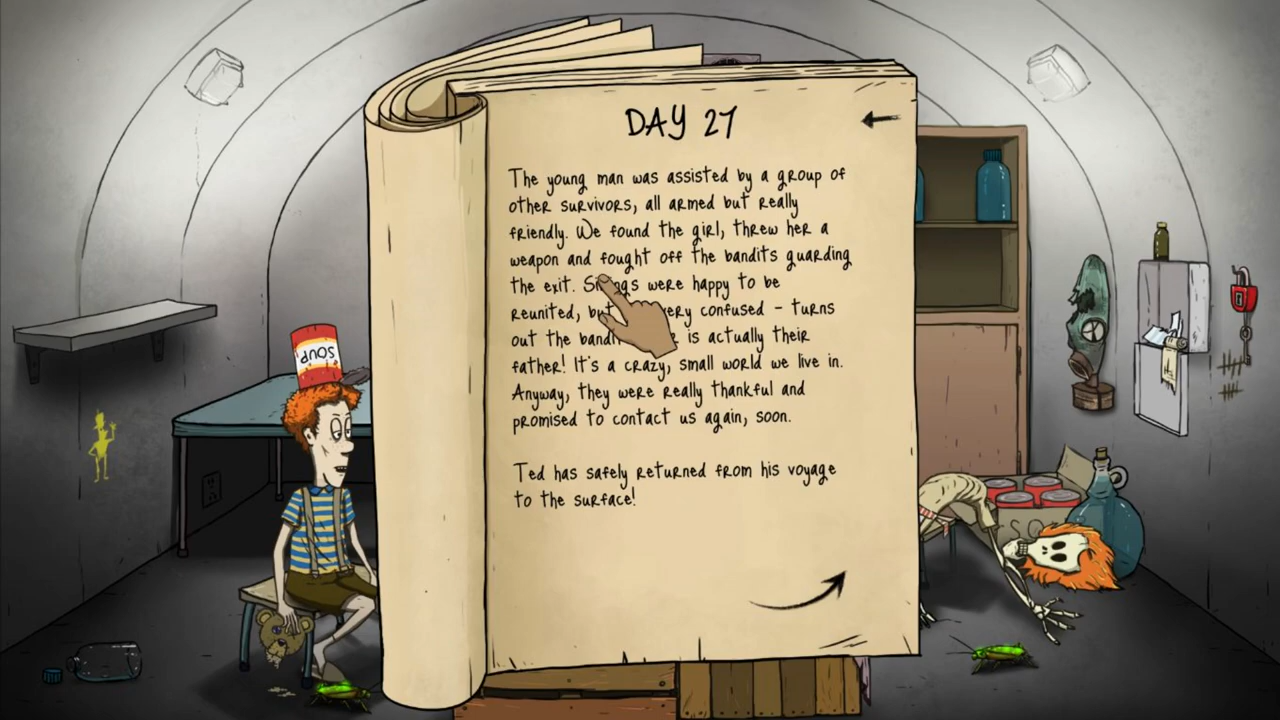 DAY 27
The young man was assisted by a group of
other survivors, all armed but really
friendly. We found the girl, threw her a
weapon and fought off the bandits guarding
the exit. were happy to be
reunited, confused - turns
out the is actually their
father! It's a crazy, small world we live in.
Anyway, they were really thankful and
promised to contact us again, soon.
Ted has safely returned from his voyage
to the surface!
SOUP